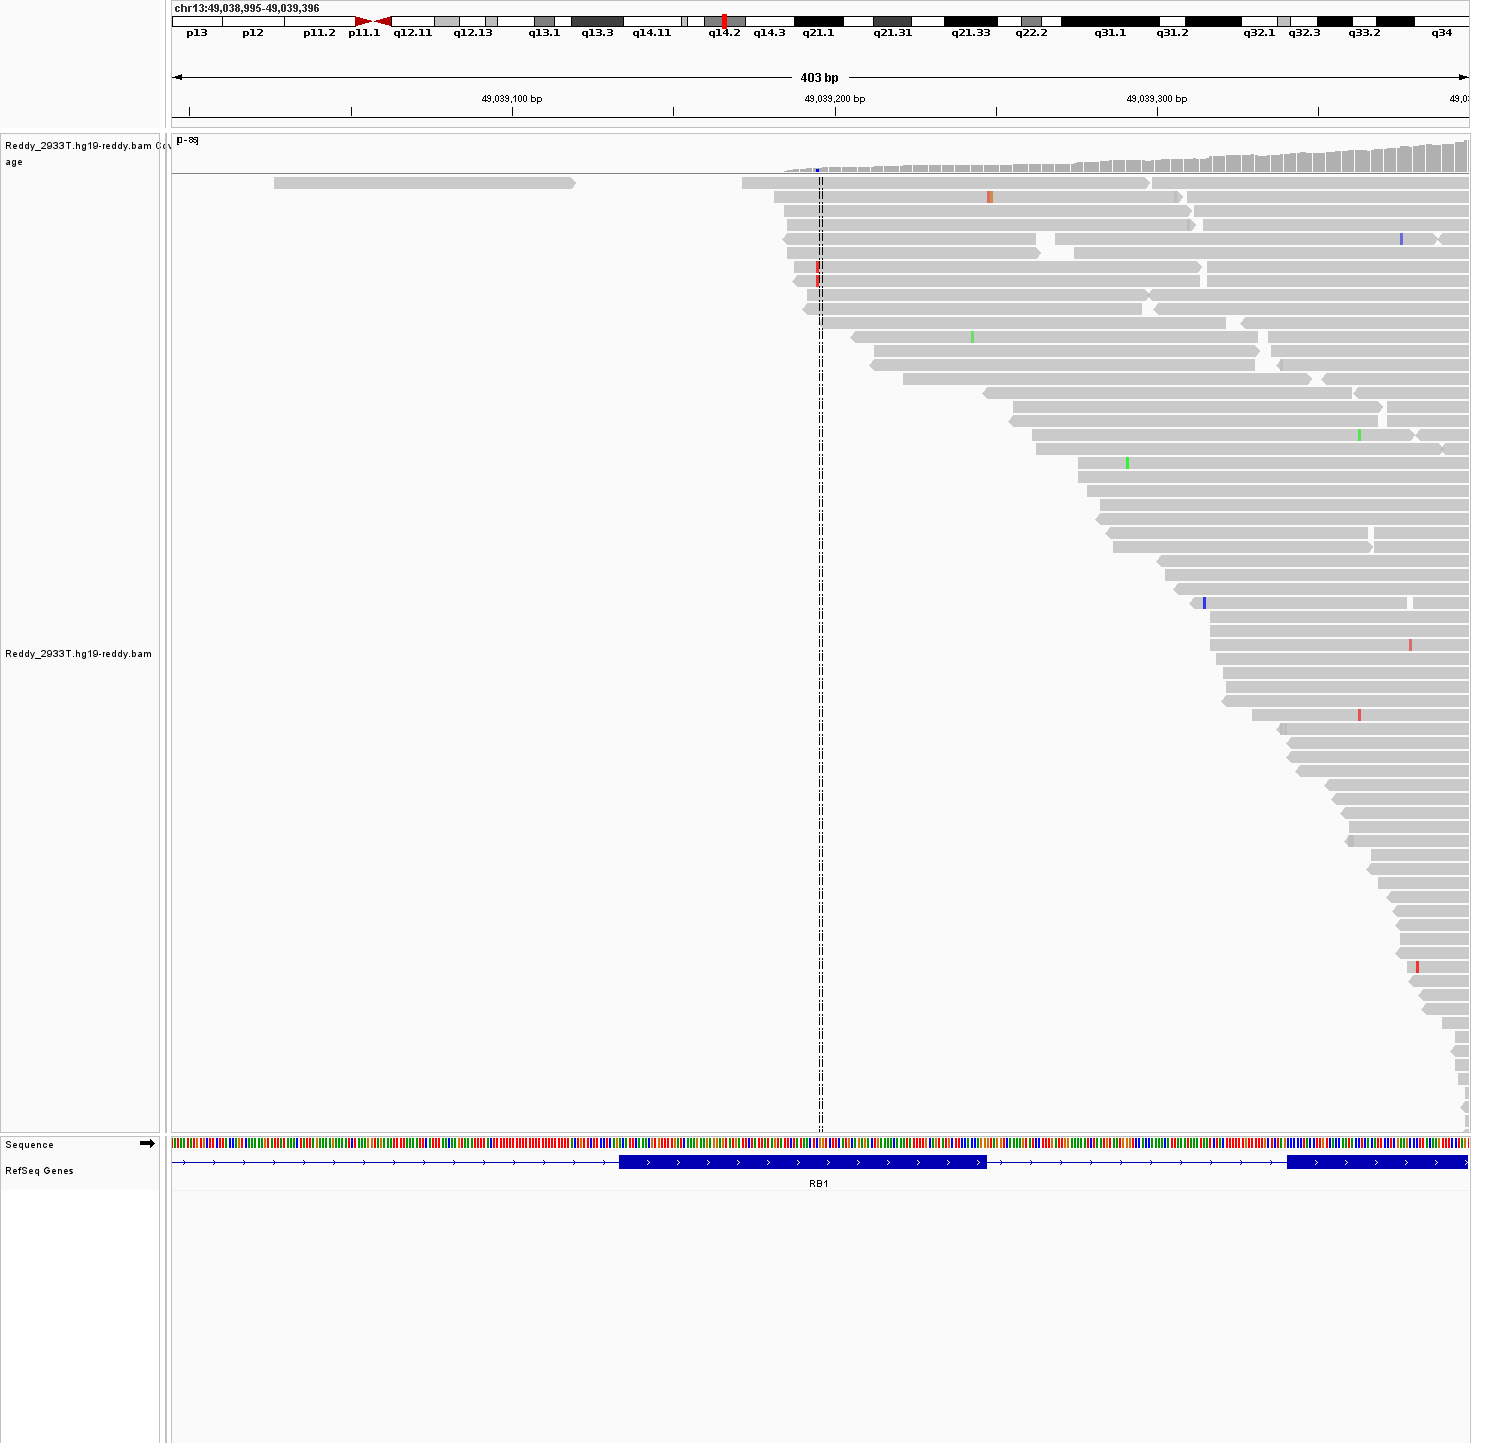 chr13:49,038,995-49,039,396
p13 p12 p11.2 p11.1 q12.11 q12.13 q13.1 q13.3 q14.11 q14.2 q14.3 q21.1 q21.31 q21.33 q22.2 q31.1 q31.2 q32.1 q32.3 q33.2 q34
403 bp
49,039,100 bp 49,039,200 bp 49,039,300 bp 49,03
Reddy_2933T.hg19-reddy.bam Cov
age
Reddy_2933T.hg19-reddy.bam
Sequence
RefSeq Genes
RB1